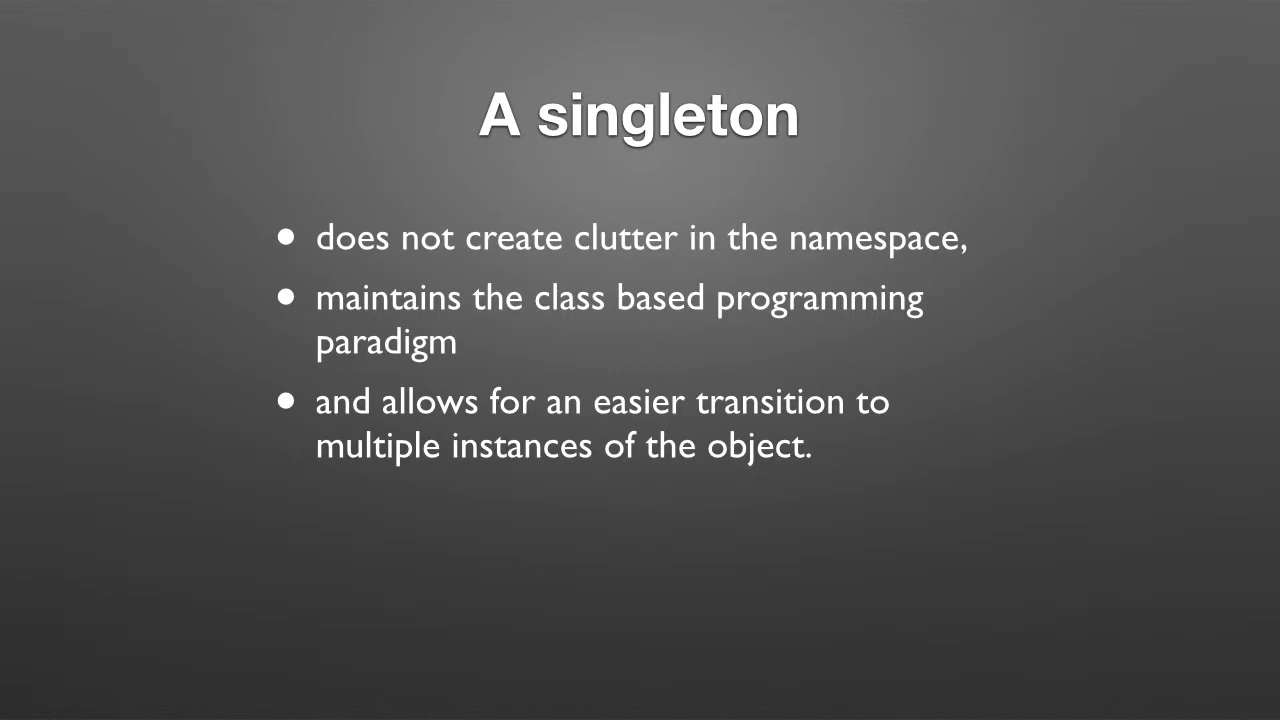 A singleton
• does not create clutter in the namespace,
• maintains the class based programming
paradigm
• and allows for an easier transition to
multiple instances of the object.